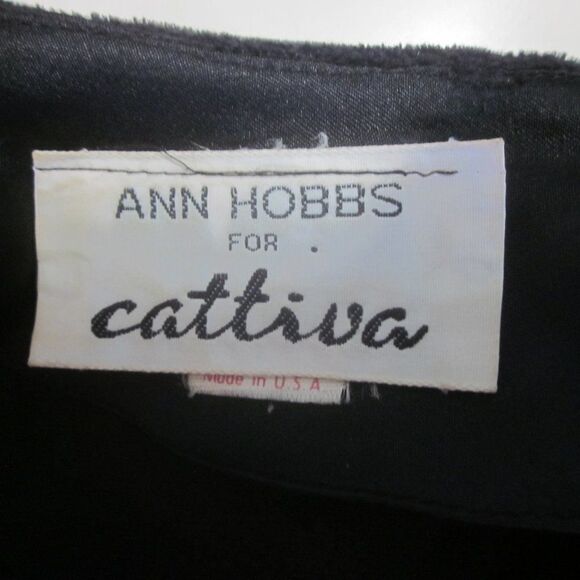 ANN HOBBS
FOR
cattiva
Made in U S A